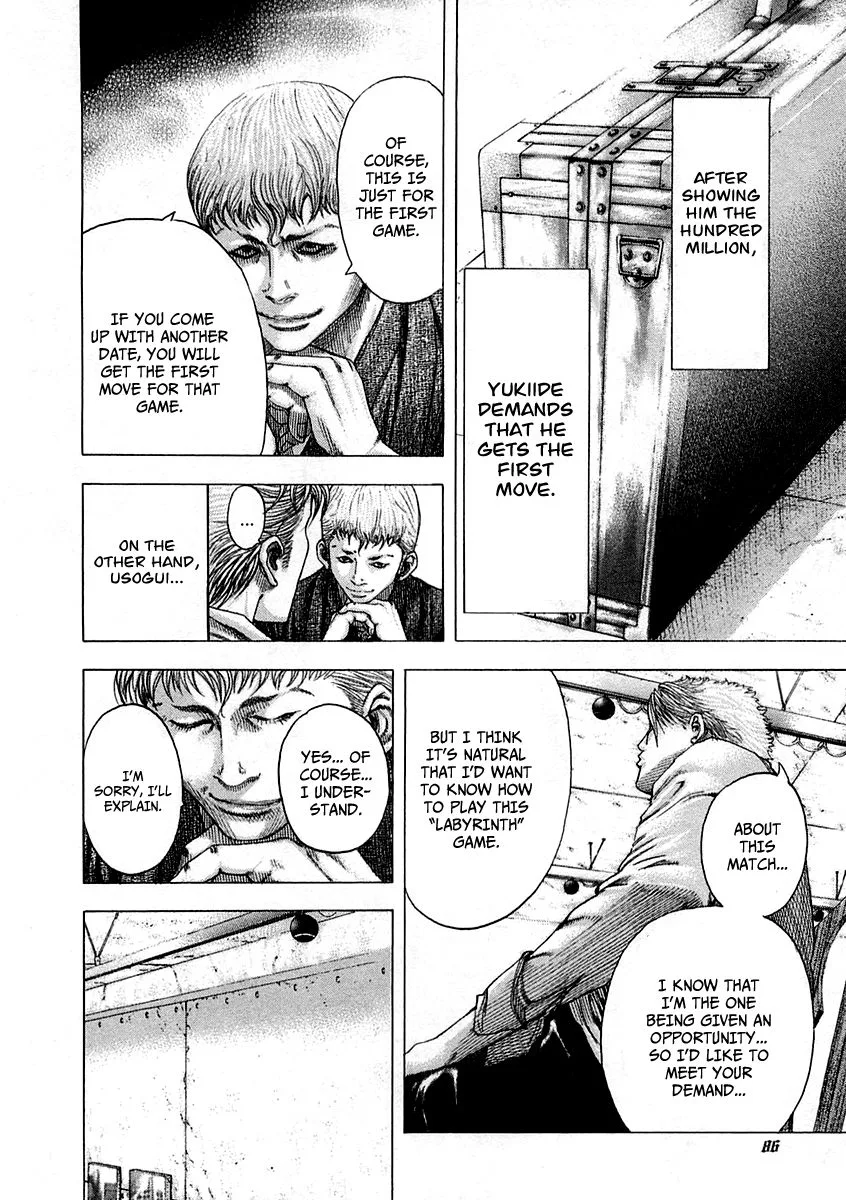 AFTER
SHOWING
HIM THE
HUNDRED
MILLION,
YUKIIDE
DEMANDS
THAT HE
GETS THE
FIRST
MOVE.
OF
COURSE,
THIS IS
JUST FOR
THE FIRST
GAME.
IF YOU COME
UP WITH ANOTHER
DATE, YOU WILL
GET THE FIRST
MOVE FOR THAT
GAME.
...
ON THE
OTHER HAND,
USOGUI...
ABOUT
THIS
MATCH...
I KNOW THAT
I'M THE ONE
BEING GIVEN AN
OPPORTUNITY...
SO I'D LIKE TO
MEET YOUR
DEMAND...
BUT I THINK
IT'S NATURAL
THAT I'D WANT
TO KNOW HOW
TO PLAY THIS
"LABYRINTH"
GAME.
YES... OF
COURSE...
I UNDER-
STAND.
I'M
SORRY, I'LL
EXPLAIN.
86